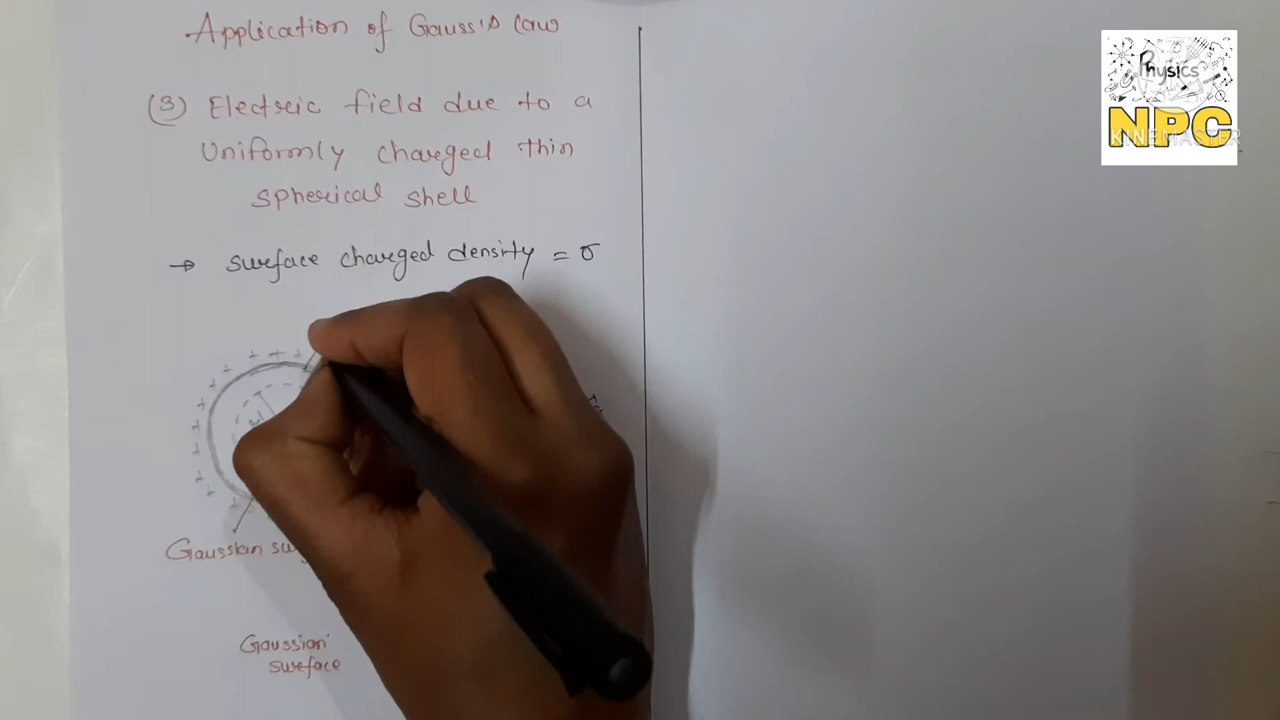 Application of Gauss's law
(3) Electric field due to a
Uniformly charged thin
spherical shell
→ surface charged density = σ
Gaussian
Gaussian
surface
Physics
NPC
KINEMASTER